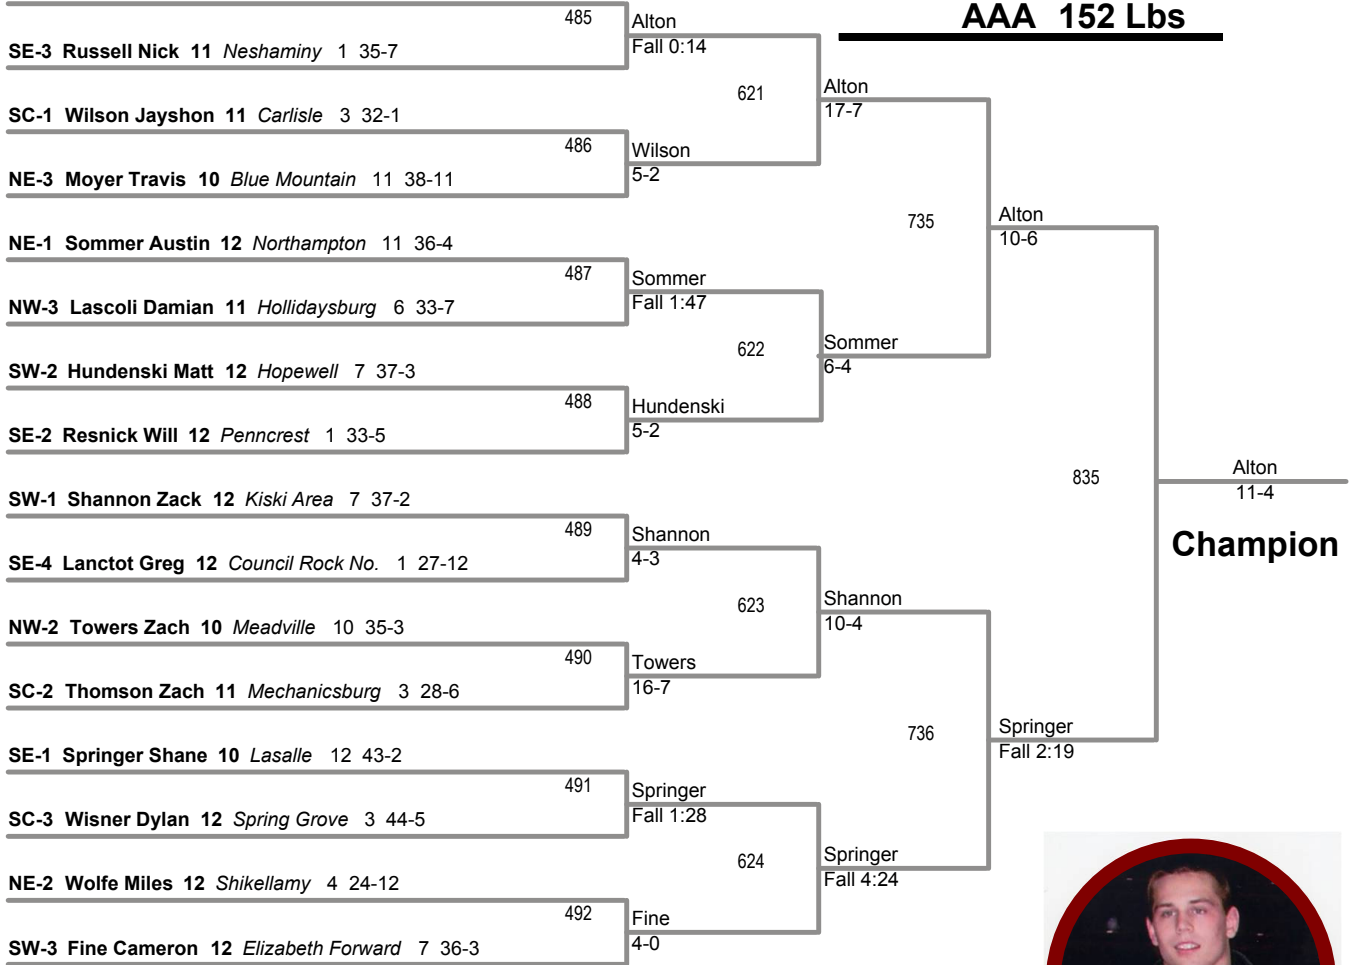 AAA 152 Lbs
485
Alton
Fall 0:14
SE-3 Russell Nick 11 Neshaminy 1 35-7
621
Alton
17-7
SC-1 Wilson Jayshon 11 Carlisle 3 32-1
486
Wilson
5-2
NE-3 Moyer Travis 10 Blue Mountain 11 38-11
735
Alton
10-6
NE-1 Sommer Austin 12 Northampton 11 36-4
487
Sommer
Fall 1:47
NW-3 Lascoli Damian 11 Hollidaysburg 6 33-7
622
Sommer
6-4
SW-2 Hundenski Matt 12 Hopewell 7 37-3
488
Hundenski
5-2
SE-2 Resnick Will 12 Penncrest 1 33-5
835
Alton
11-4
Champion
SW-1 Shannon Zack 12 Kiski Area 7 37-2
489
Shannon
4-3
SE-4 Lanctot Greg 12 Council Rock No. 1 27-12
623
Shannon
10-4
NW-2 Towers Zach 10 Meadville 10 35-3
490
Towers
16-7
SC-2 Thomson Zach 11 Mechanicsburg 3 28-6
736
Springer
Fall 2:19
SE-1 Springer Shane 10 Lasalle 12 43-2
491
Springer
Fall 1:28
SC-3 Wisner Dylan 12 Spring Grove 3 44-5
624
Springer
Fall 4:24
NE-2 Wolfe Miles 12 Shikellamy 4 24-12
492
Fine
4-0
SW-3 Fine Cameron 12 Elizabeth Forward 7 36-3